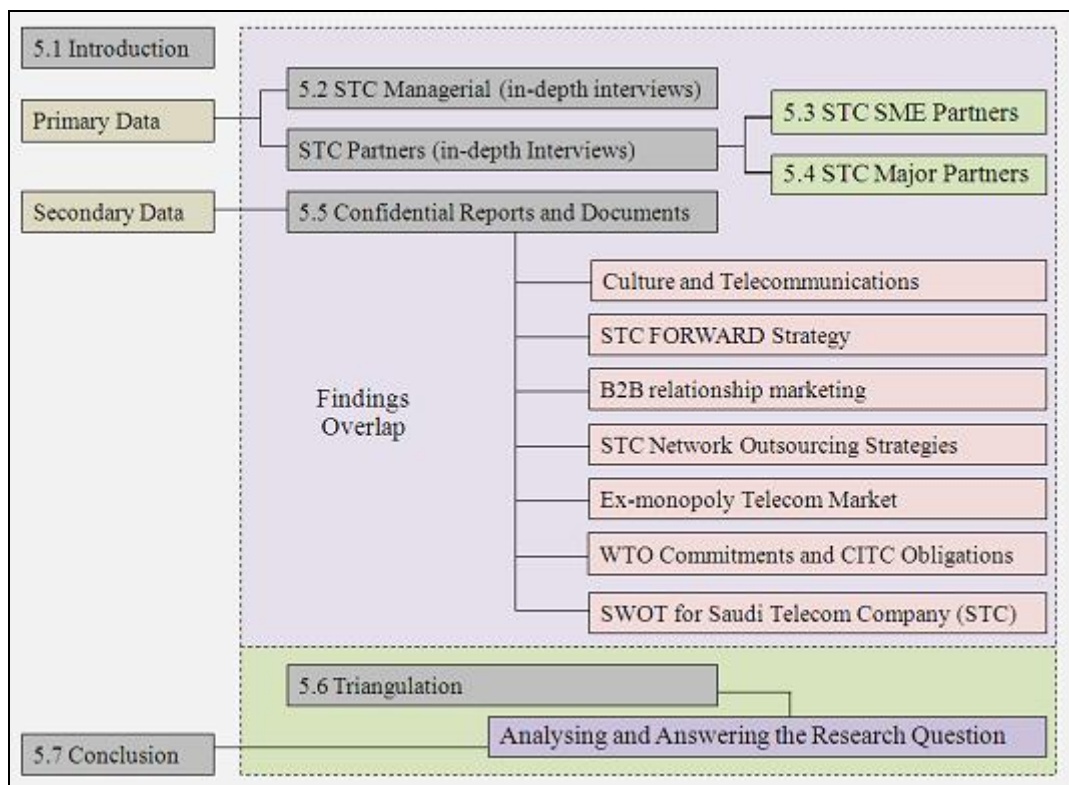 5.1 Introduction
5.2 STC Managerial (in-depth interviews)
Primary Data
STC Partners (in-depth Interviews)
5.3 STC SME Partners
5.4 STC Major Partners
Secondary Data
5.5 Confidential Reports and Documents
Culture and Telecommunications
STC FORWARD Strategy
B2B relationship marketing
Findings
Overlap
STC Network Outsourcing Strategies
Ex-monopoly Telecom Market
WTO Commitments and CITC Obligations
SWOT for Saudi Telecom Company (STC)
5.6 Triangulation
Analysing and Answering the Research Question
5.7 Conclusion